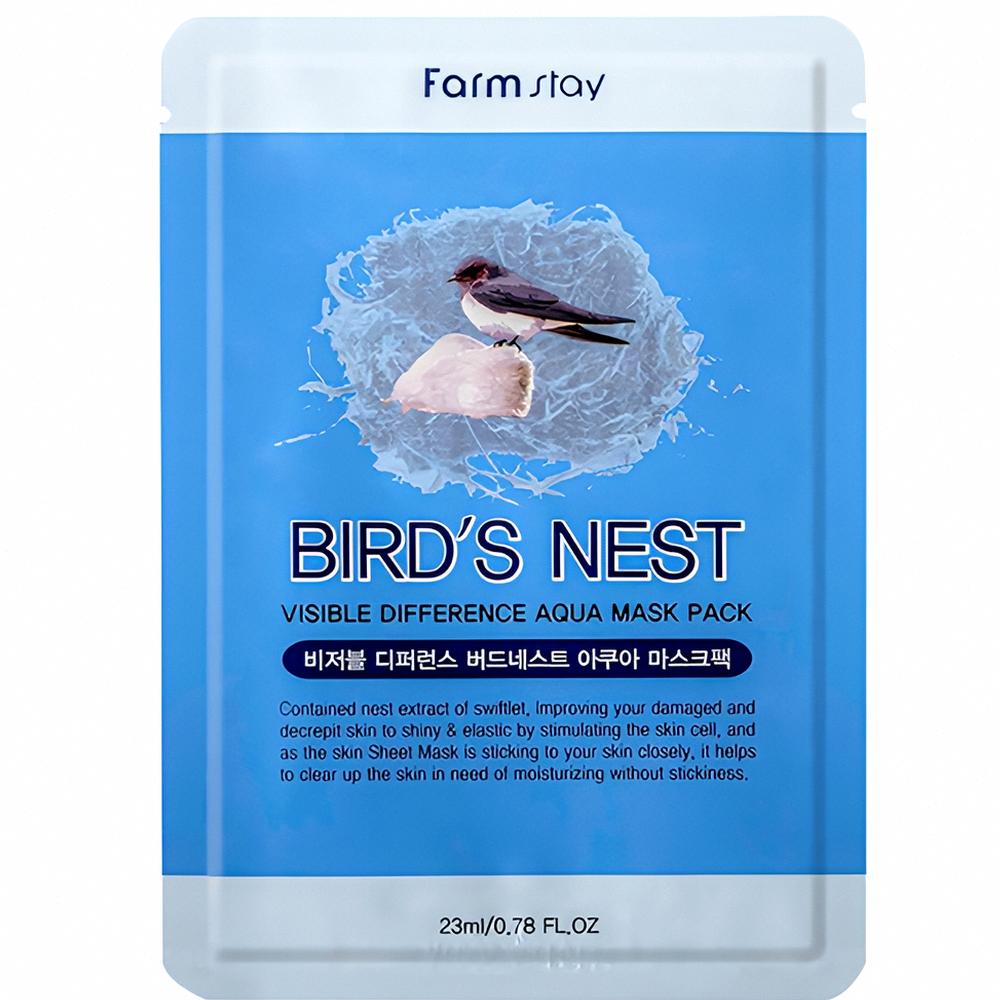 Farmstay
BIRD'S NEST
VISIBLE DIFFERENCE AQUA MASK PACK
비저블 디퍼런스 버드네스트 아쿠아 마스크팩
Contained nest extract of swiftlet, Improving your damaged and
decrepit skin to shiny & elastic by stimulating the skin cell, and
as the skin Sheet Mask is sticking to your skin closely, it helps
to clear up the skin in need of moisturizing without stickiness.
23ml/0.78 FL.OZ